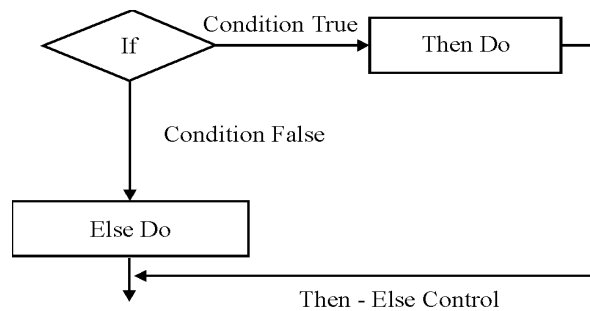 Condition True
If
Then Do
Condition False
Else Do
Then - Else Control